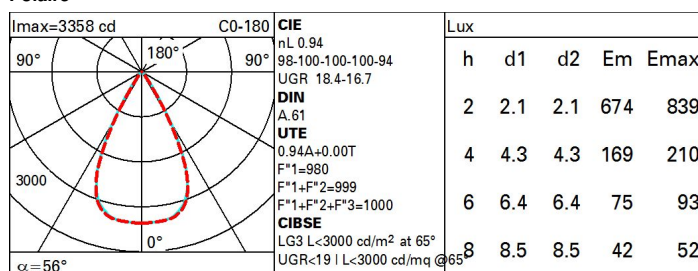 Imax=3358 cd C0-180
90° 180° 90°
3000
0°
α=56°
CIE
nL 0.94
98-100-100-100-94
UGR 18.4-16.7
DIN
A.61
UTE
0.94A+0.00T
F"1=980
F"1+F"2=999
F"1+F"2+F"3=1000
CIBSE
LG3 L<3000 cd/m² at 65°
UGR<19 | L<3000 cd/mq @65°
Lux
h d1 d2 Em Emax
2 2.1 2.1 674 839
4 4.3 4.3 169 210
6 6.4 6.4 75 93
8 8.5 8.5 42 52